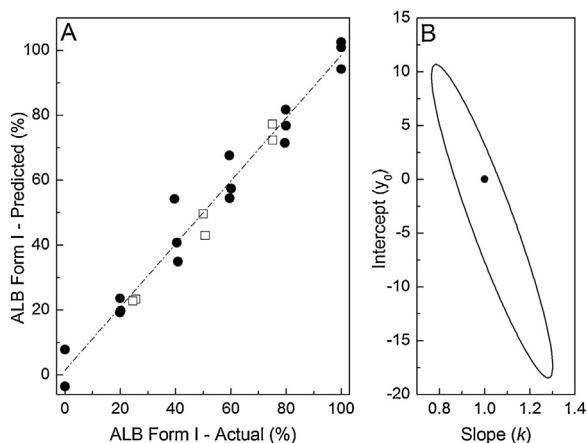 A
ALB Form I - Predicted (%)
100
80
60
40
20
0
0 20 40 60 80 100
ALB Form I - Actual (%)
B
Intercept (y0)
15
10
5
0
-5
-10
-15
-20
0.8 1.0 1.2 1.4
Slope (k)